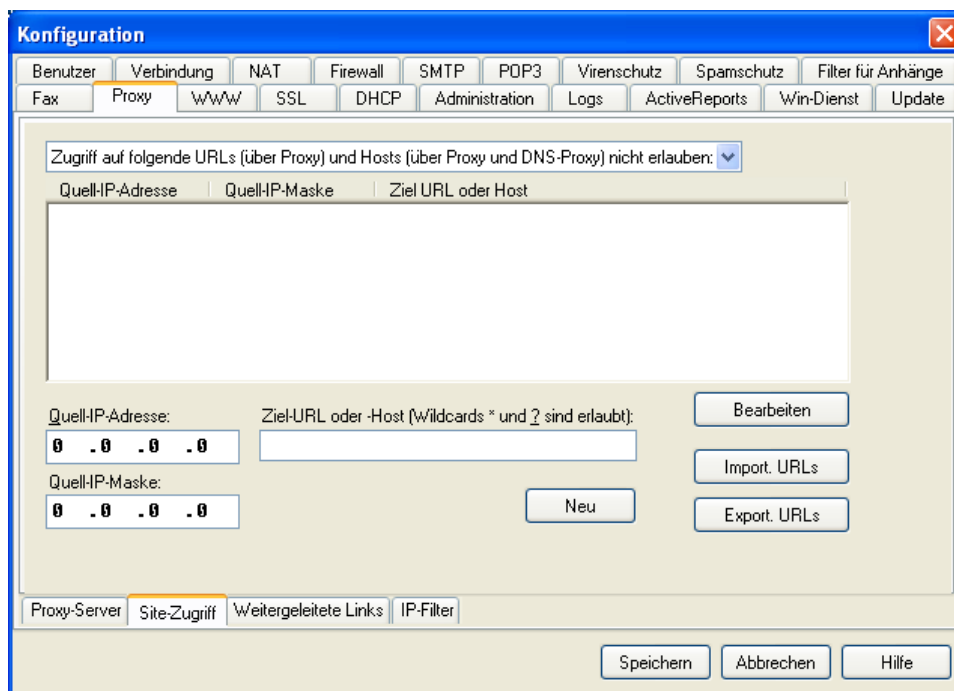 Konfiguration
Benutzer Verbindung NAT Firewall SMTP POP3 Virenschutz Spamschutz Filter für Anhänge
Fax Proxy WWW SSL DHCP Administration Logs ActiveReports Win-Dienst Update
Zugriff auf folgende URLs (über Proxy) und Hosts (über Proxy und DNS-Proxy) nicht erlauben:
Quell-IP-Adresse Quell-IP-Maske Ziel URL oder Host
Quell-IP-Adresse: Ziel-URL oder -Host (Wildcards * und ? sind erlaubt): Bearbeiten
0 .0 .0 .0
Quell-IP-Maske: Import. URLs
0 .0 .0 .0 Neu Export. URLs
Proxy-Server Site-Zugriff Weitergeleitete Links IP-Filter
Speichern Abbrechen Hilfe